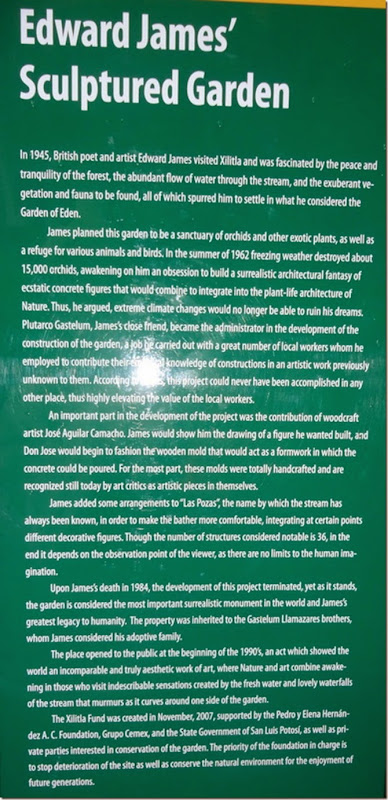 Edward James'
Sculptured Garden
In 1945, British poet and artist Edward James visited Xilitla and was fascinated by the peace and
tranquility of the forest, the abundant flow of water through the stream, and the exuberant ve-
getation and fauna to be found, all of which spurred him to settle in what he considered the
Garden of Eden.
James planned this garden to be a sanctuary of orchids and other exotic plants, as well as
a refuge for various animals and birds. In the summer of 1962 freezing weather destroyed about
15,000 orchids, awakening on him an obsession to build a surrealistic architectural fantasy of
ecstatic concrete figures that would combine to integrate into the plant-life architecture of
Nature. Thus, he argued, extreme climate changes would no longer be able to ruin his dreams.
Plutarco Gastelum, James's close friend, became the administrator in the development of the
construction of the garden, a job he carried out with a great number of local workers whom he
employed to contribute their knowledge of constructions in an artistic work previously
unknown to them. According this project could never have been accomplished in any
other place, thus highly elevating the value of the local workers.
An important part in the development of the project was the contribution of woodcraft
artist José Aguilar Camacho. James would show him the drawing of a figure he wanted built, and
Don Jose would begin to fashion the wooden mold that would act as a formwork in which the
concrete could be poured. For the most part, these molds were totally handcrafted and are
recognised still today by art critics as artistic pieces in themselves.
James added some arrangements to "Las Pozas", the name by which the stream has
always been known, in order to make the bather more comfortable, integrating at certain points
different decorative figures. Though the number of structures considered notable is 36, in the
end it depends on the observation point of the viewer, as there are no limits to the human ima-
gination.
Upon James's death in 1984, the development of this project terminated, yet as it stands,
the garden is considered the most important surrealistic monument in the world and James's
greatest legacy to humanity. The property was inherited to the Gastelum Llamazares brothers,
whom James considered his adoptive family.
The place opened to the public at the beginning of the 1990's, an act which showed the
world an incomparable and truly aesthetic work of art, where Nature and art combine awake-
ning in those who visit indescribable sensations created by the fresh water and lovely waterfalls
of the stream that murmurs as it curves around one side of the garden.
The Xilitla Fund was created in November, 2007, supported by the Pedro y Elena Hernán-
dez A. C. Foundation, Grupo Cemex, and the State Government of San Luis Potosí, as well as pri-
vate parties interested in conservation of the garden. The priority of the foundation in charge is
to stop deterioration of the site as well as conserve the natural environment for the enjoyment of
future generations.